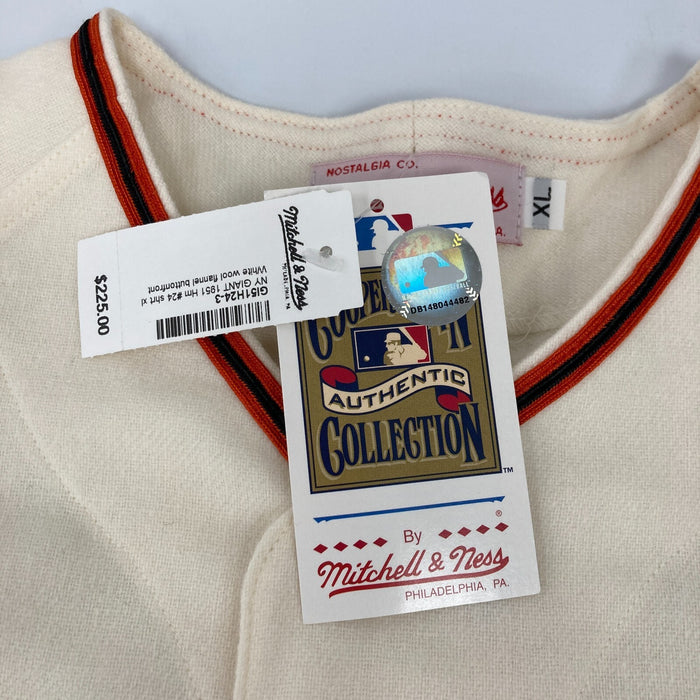 NOSTALGIA CO.
XL
Mitchell & Ness
PHILADELPHIA, PA.
GI51H24-3
NY GIANT 1951 Hm #24 shrt xl
White wool flannel buttonfront
$225.00
DB148044482
AUTHENTIC
COLLECTION
TM
By
®
Mitchell & Ness
PHILADELPHIA, PA.